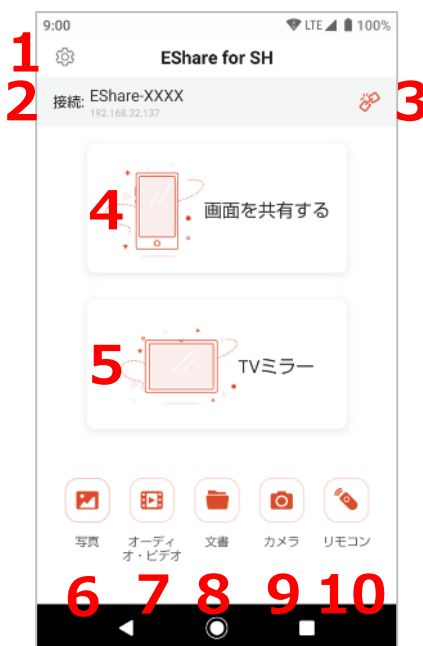 9:00 LTE 100%
1 EShare for SH
2 接続: EShare-XXXX 3
192.168.32.137
4 画面を共有する
5 TVミラー
写真 オーディオ・ビデオ 文書 カメラ リモコン
6 7 8 9 10